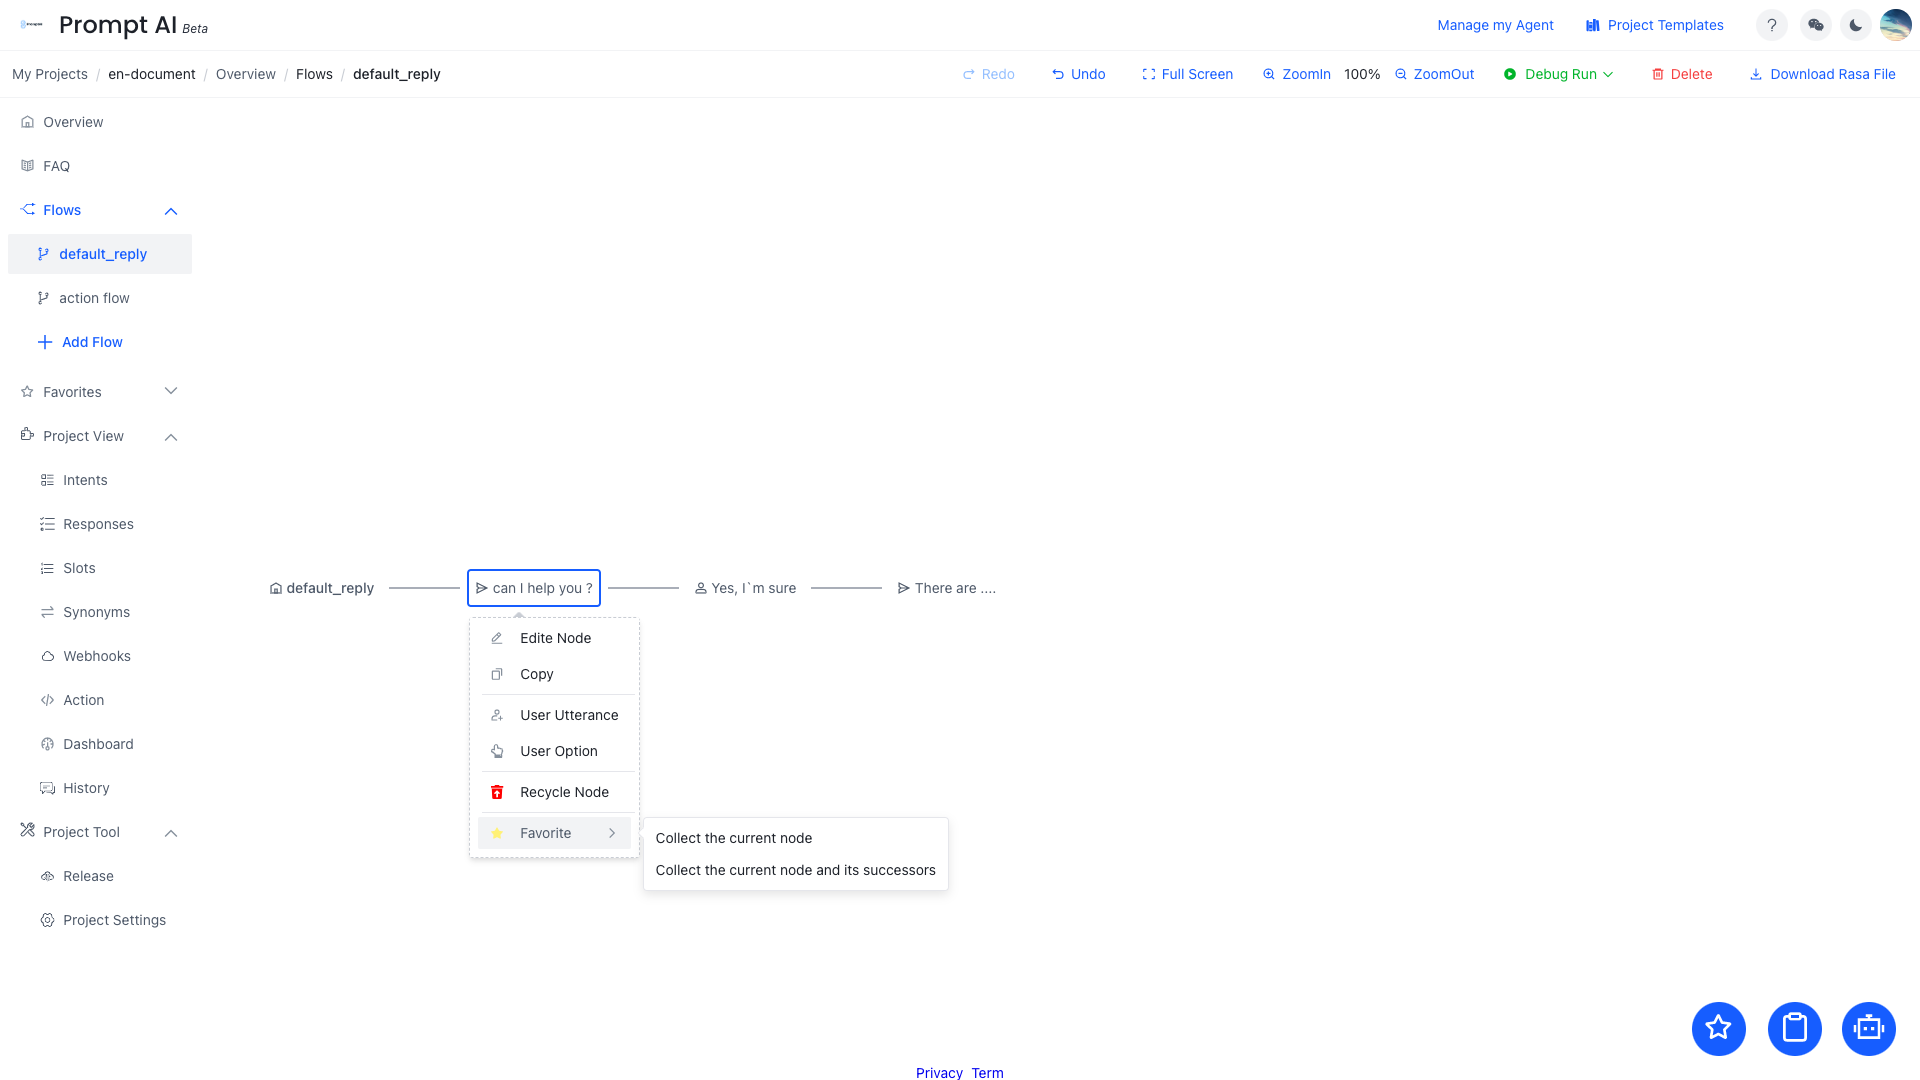 Prompt AI Beta
Manage my Agent
Project Templates
My Projects / en-document / Overview / Flows / default_reply
Redo
Undo
Full Screen
ZoomIn
100%
ZoomOut
Debug Run
Delete
Download Rasa File
Overview
FAQ
Flows
default_reply
action flow
Add Flow
Favorites
Project View
Intents
Responses
Slots
Synonyms
Webhooks
Action
Dashboard
History
Project Tool
Release
Project Settings
default_reply
can I help you ?
Yes, I`m sure
There are ....
Edite Node
Copy
User Utterance
User Option
Recycle Node
Favorite
Collect the current node
Collect the current node and its successors
Privacy Term